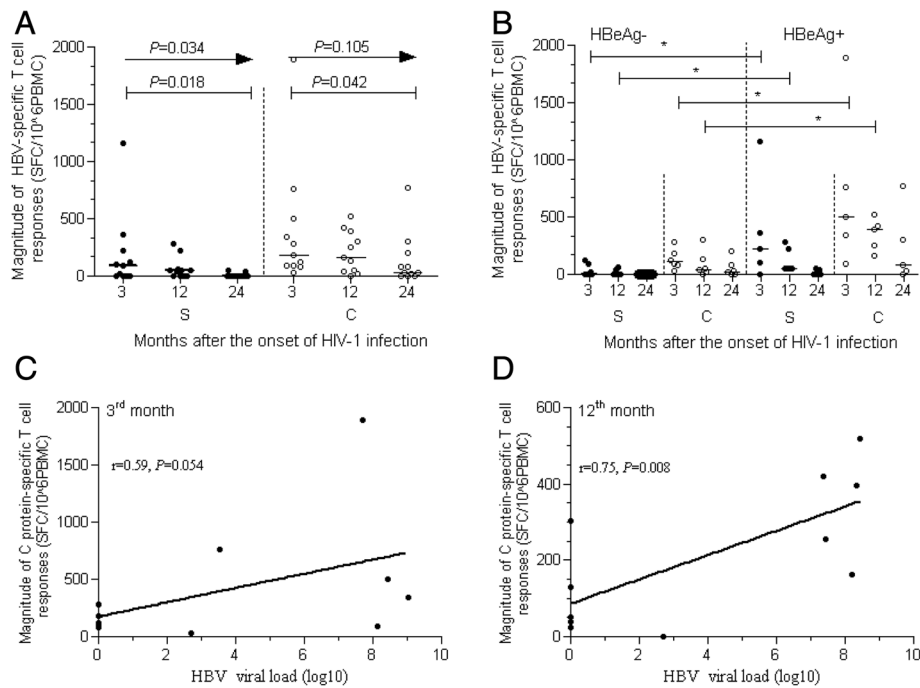 A
Magnitude of HBV-specific T cell
responses (SFC/10^6PBMC)
2000
1500
1000
500
0
P=0.034
P=0.018
P=0.105
P=0.042
3 12 24 3 12 24
S C
Months after the onset of HIV-1 infection
B
Magnitude of HBV-specific T cell
responses (SFC/10^6PBMC)
2000
1500
1000
500
0
HBeAg- HBeAg+
*
*
*
*
3 12 24 3 12 24 3 12 24 3 12 24
S C S C
Months after the onset of HIV-1 infection
C
Magnitude of C protein-specific T cell
responses (SFC/10^6PBMC)
2000
1500
1000
500
0
3rd month
r=0.59, P=0.054
0 2 4 6 8 10
HBV viral load (log10)
D
Magnitude of C protein-specific T cell
responses (SFC/10^6PBMC)
600
400
200
0
12th month
r=0.75, P=0.008
0 2 4 6 8 10
HBV viral load (log10)